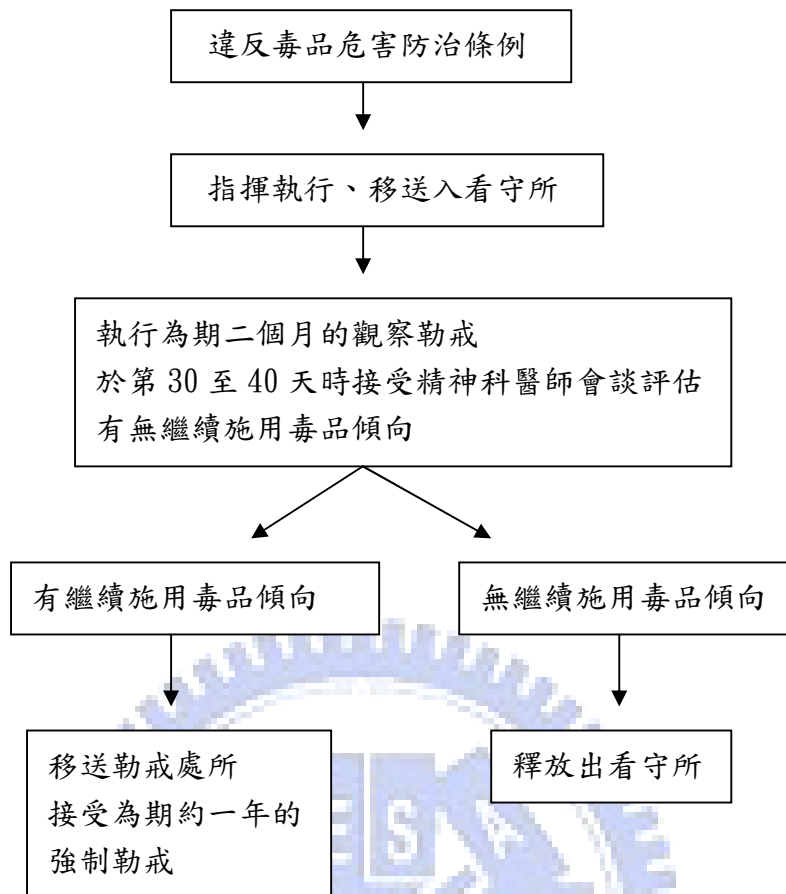 違反毒品危害防治條例
指揮執行、移送入看守所
執行為期二個月的觀察勒戒
於第 30 至 40 天時接受精神科醫師會談評估
有無繼續施用毒品傾向
有繼續施用毒品傾向
無繼續施用毒品傾向
移送勒戒處所
接受為期約一年的
強制勒戒
釋放出看守所
E S A